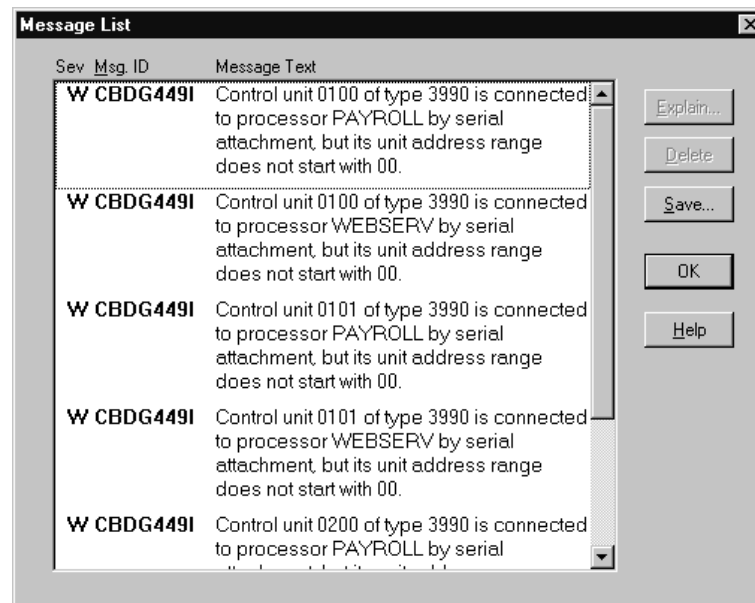 Message List
Sev Msg. ID Message Text
W CBDG449I Control unit 0100 of type 3990 is connected
to processor PAYROLL by serial
attachment, but its unit address range
does not start with 00.
W CBDG449I Control unit 0100 of type 3990 is connected
to processor WEBSERV by serial
attachment, but its unit address range
does not start with 00.
W CBDG449I Control unit 0101 of type 3990 is connected
to processor PAYROLL by serial
attachment, but its unit address range
does not start with 00.
W CBDG449I Control unit 0101 of type 3990 is connected
to processor WEBSERV by serial
attachment, but its unit address range
does not start with 00.
W CBDG449I Control unit 0200 of type 3990 is connected
to processor PAYROLL by serial
Explain...
Delete
Save...
OK
Help